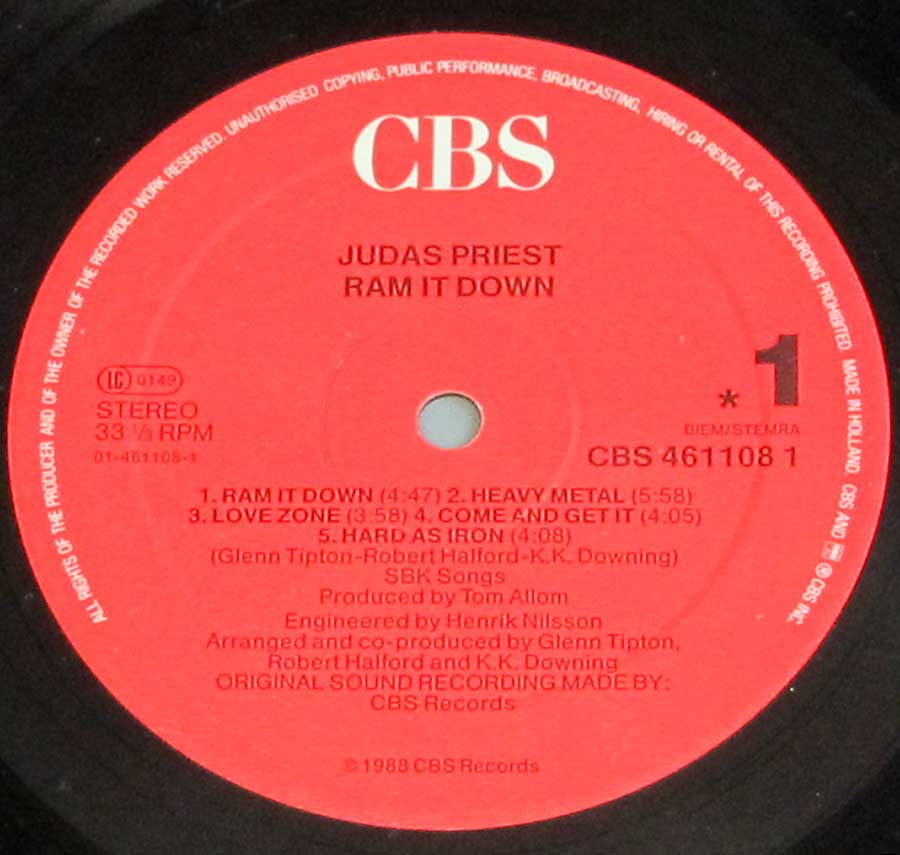 ALL RIGHTS OF THE PRODUCER AND OF THE OWNER OF THE RECORDED WORK RESERVED. UNAUTHORISED COPYING, PUBLIC PERFORMANCE, BROADCASTING, HIRING OR RENTAL OF THIS RECORDING PROHIBITED. MADE IN HOLLAND. CBS AND ℗ CBS INC.
CBS
JUDAS PRIEST
RAM IT DOWN
1
*
LC 0149
STEREO
33 ⅓ RPM
01-461108-1
BIEM/STEMRA
CBS 461108 1
1. RAM IT DOWN (4:47) 2. HEAVY METAL (5:58)
3. LOVE ZONE (3:58) 4. COME AND GET IT (4:05)
5. HARD AS IRON (4:08)
(Glenn Tipton-Robert Halford-K.K. Downing)
SBK Songs
Produced by Tom Allom
Engineered by Henrik Nilsson
Arranged and co-produced by Glenn Tipton,
Robert Halford and K.K. Downing
ORIGINAL SOUND RECORDING MADE BY:
CBS Records
© 1988 CBS Records